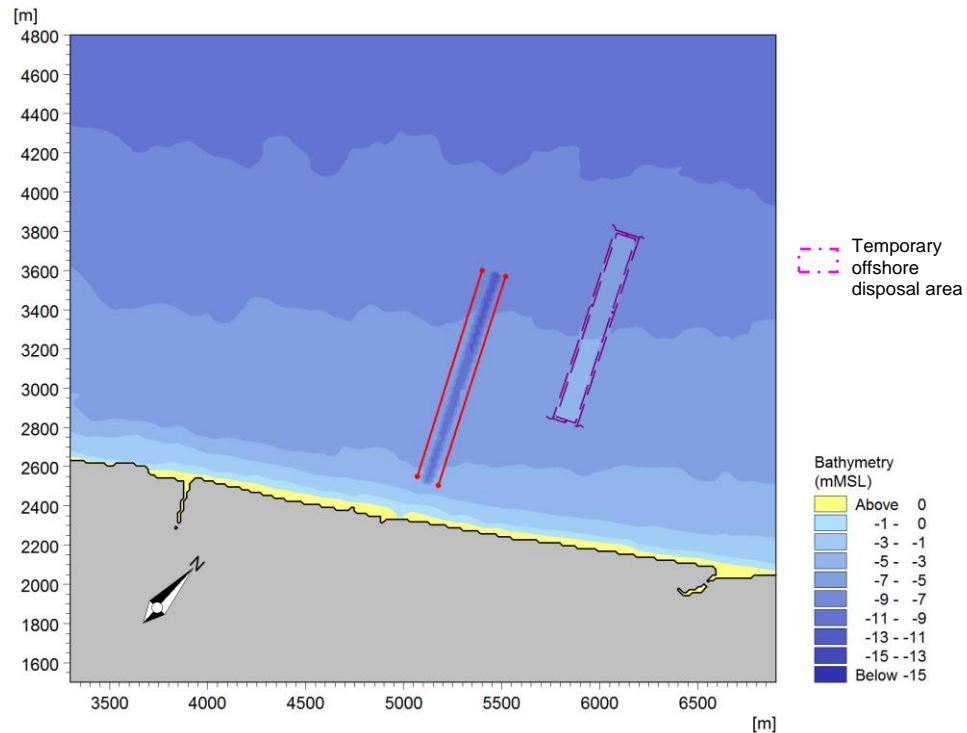 [m]
4800
4600
4400
4200
4000
3800
3600
3400
3200
3000
2800
2600
2400
2200
2000
1800
1600
3500 4000 4500 5000 5500 6000 6500
[m]
N
Temporary
offshore
disposal area
Bathymetry
(mMSL)
Above 0
-1 - 0
-3 - -1
-5 - -3
-7 - -5
-9 - -7
-11 - -9
-13 - -11
-15 - -13
Below -15